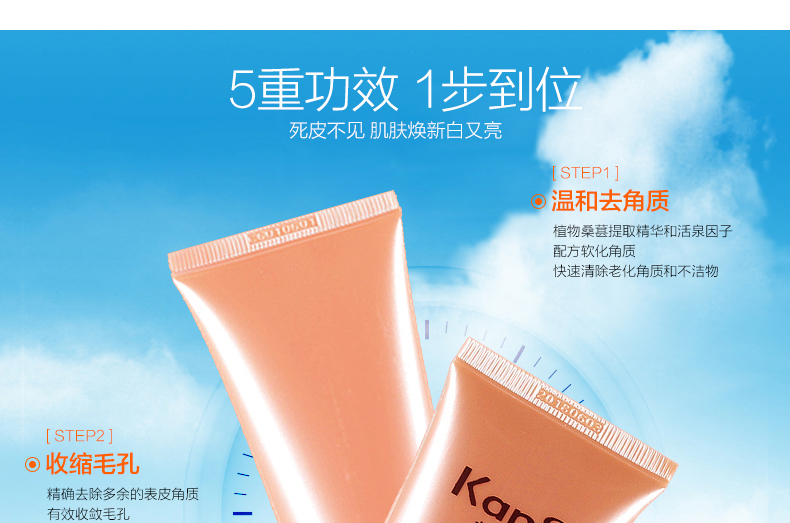 5重功效 1步到位
死皮不见 肌肤焕新白又亮
[ STEP1 ]
温和去角质
植物桑葚提取精华和活泉因子
配方软化角质
快速清除老化角质和不洁物
20180603
[ STEP2 ]
收缩毛孔
精确去除多余的表皮角质
有效收敛毛孔